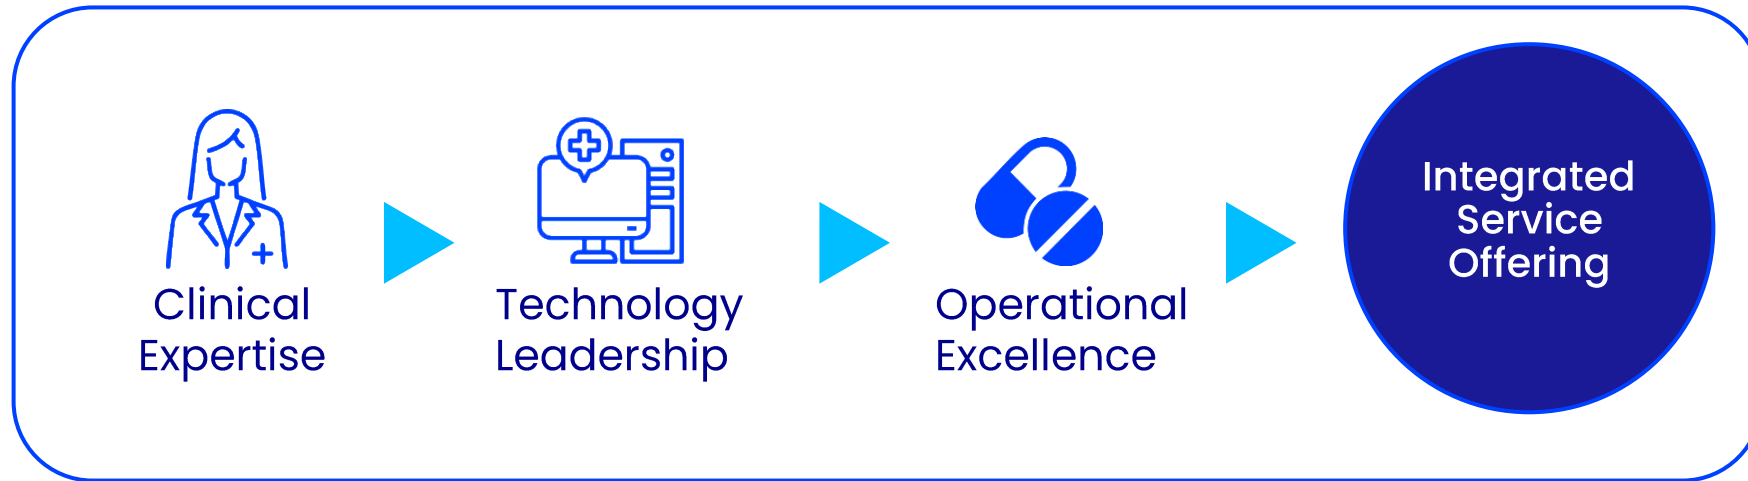 Clinical
Expertise
Technology
Leadership
Operational
Excellence
Integrated
Service
Offering